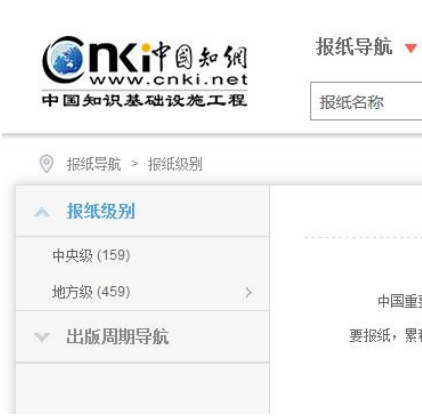 cnki中国知网
www.cnki.net
中国知识基础设施工程
报纸导航
报纸名称
报纸导航 > 报纸级别
报纸级别
中央级 (159)
地方级 (459)
出版周期导航
中国重
要报纸，累